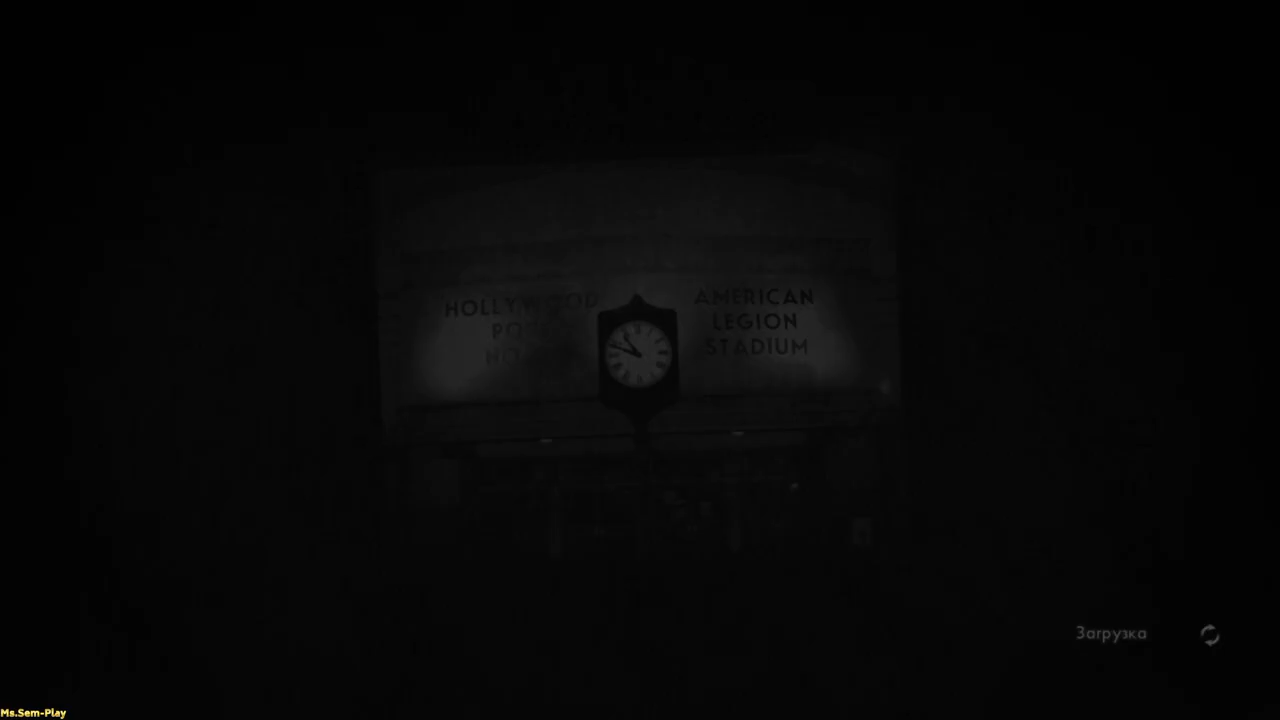 HOLLYWOOD
AMERICAN
LEGION
STADIUM
Загрузка
Ms.Sem-Play